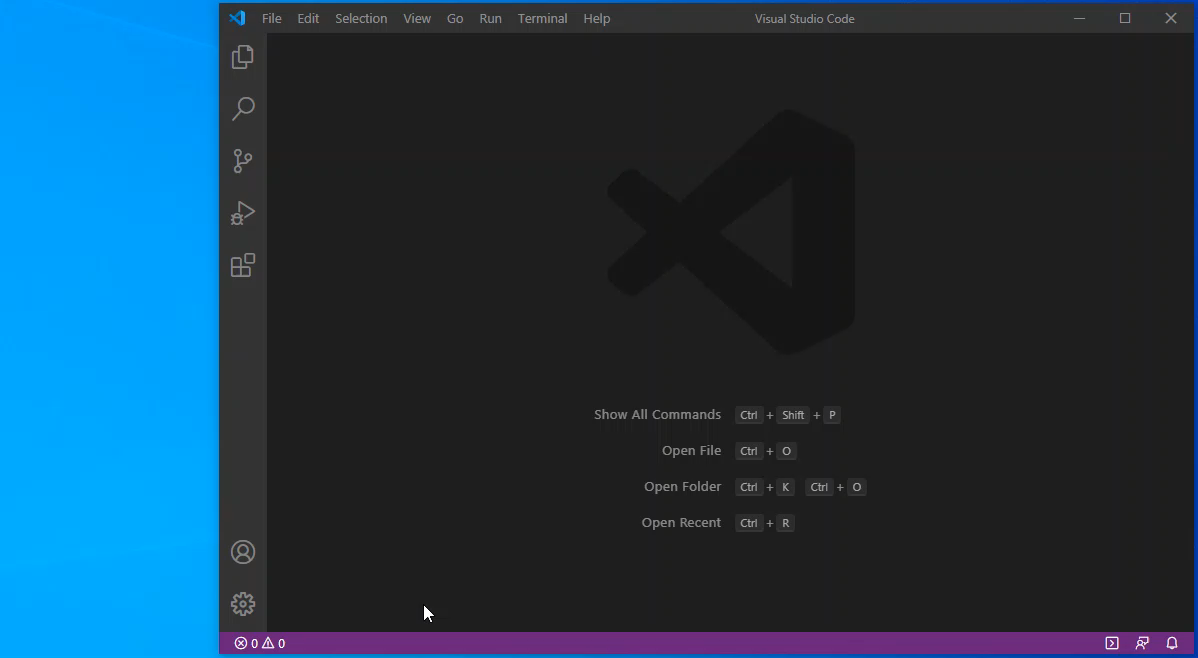 File Edit Selection View Go Run Terminal Help Visual Studio Code
Show All Commands Ctrl + Shift + P
Open File Ctrl + O
Open Folder Ctrl + K Ctrl + O
Open Recent Ctrl + R
0 0